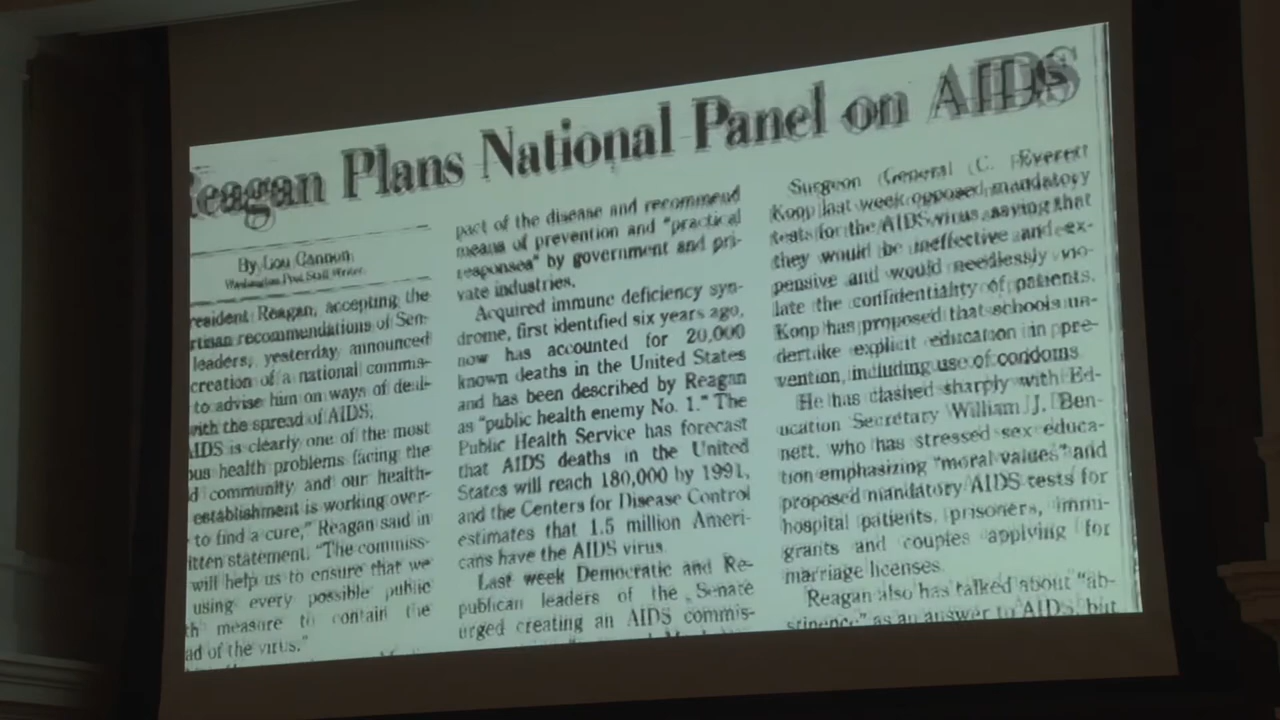 Reagan Plans National Panel on AIDS
By Lou Cannon
Washington Post Staff Writer
resident Reagan, accepting the
rtisan recommendations of Sen-
leaders, yesterday announced
creation of a national commis-
to advise him on ways of deal-
with the spread of AIDS.
AIDS is clearly one of the most
ous health problems facing the
d community and our health-
establishment is working over-
to find a cure," Reagan said in
itten statement. "The commiss-
will help us to ensure that we
using every possible public
th measure to contain the
ad of the virus."
pact of the disease and recommend
means of prevention and "practical
responses" by government and pri-
vate industries.
Acquired immune deficiency syn-
drome, first identified six years ago,
now has accounted for 20,000
known deaths in the United States
and has been described by Reagan
as "public health enemy No. 1." The
Public Health Service has forecast
that AIDS deaths in the United
States will reach 180,000 by 1991,
and the Centers for Disease Control
estimates that 1.5 million Ameri-
cans have the AIDS virus.
Last week Democratic and Re-
publican leaders of the Senate
urged creating an AIDS commis-
Surgeon General C. Everett
Koop last week opposed mandatory
tests for the AIDS virus, saying that
they would be ineffective and ex-
pensive and would needlessly vio-
late the confidentiality of patients.
Koop has proposed that schools un-
dertake explicit education in pre-
vention, including use of condoms.
He has clashed sharply with Ed-
ucation Secretary William J. Ben-
nett, who has stressed sex educa-
tion emphasizing "moral values" and
proposed mandatory AIDS tests for
hospital patients, prisoners, immi-
grants and couples applying for
marriage licenses.
Reagan also has talked about "ab-
stinence" as an answer to AIDS, but